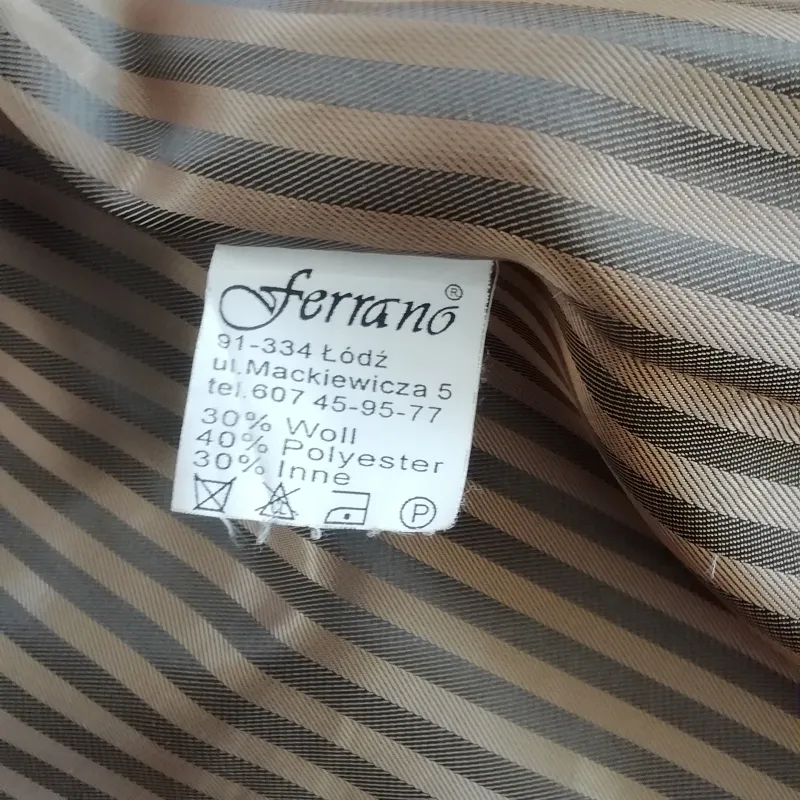 ferrano ®
91-334 Łódź
ul. Mackiewicza 5
tel. 607 45-95-77
30% Woll
40% Polyester
30% Inne
P